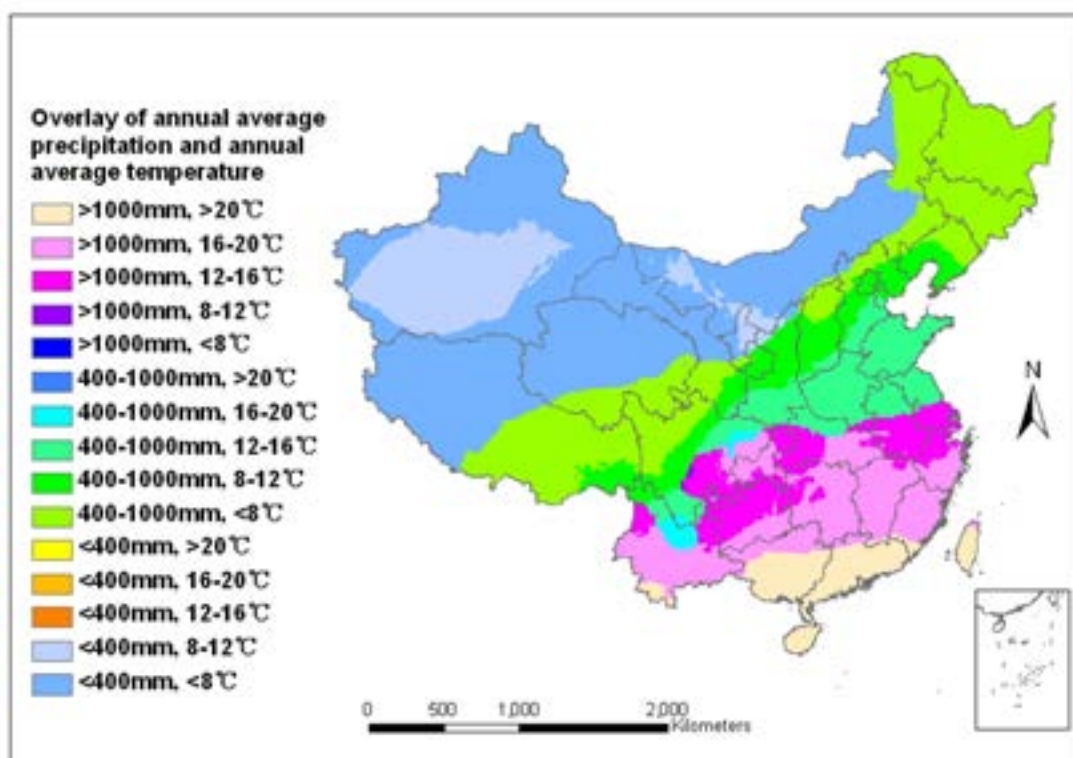 Overlay of annual average
precipitation and annual
average temperature
>1000mm, >20℃
>1000mm, 16-20℃
>1000mm, 12-16℃
>1000mm, 8-12℃
>1000mm, <8℃
400-1000mm, >20℃
400-1000mm, 16-20℃
400-1000mm, 12-16℃
400-1000mm, 8-12℃
400-1000mm, <8℃
<400mm, >20℃
<400mm, 16-20℃
<400mm, 12-16℃
<400mm, 8-12℃
<400mm, <8℃
N
0 500 1,000 2,000
Kilometers